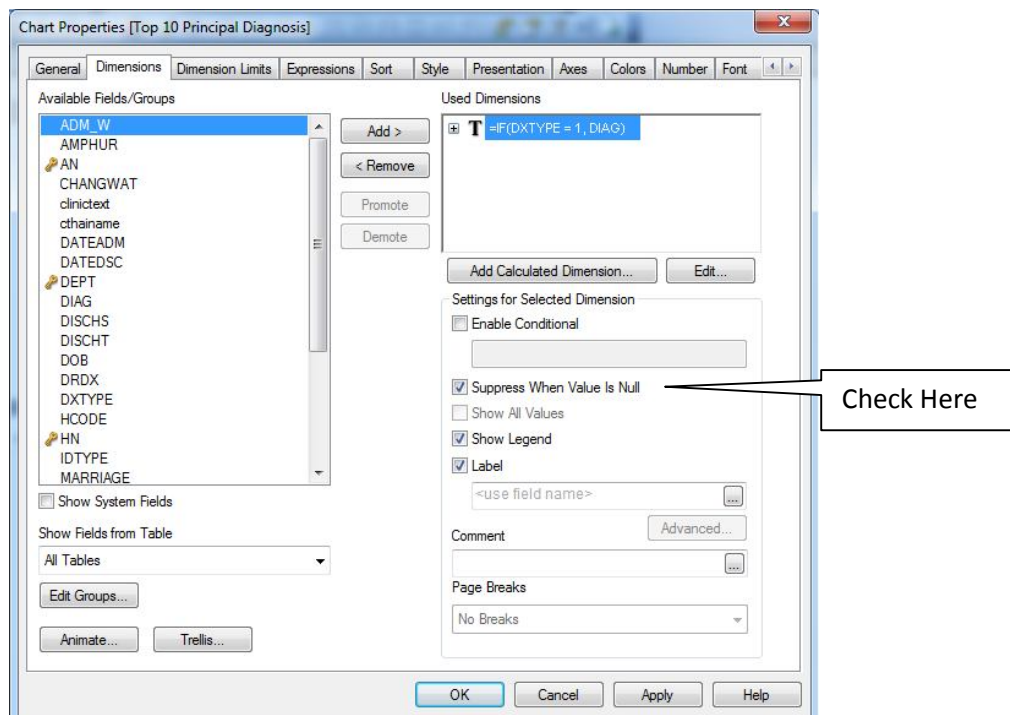 Chart Properties [Top 10 Principal Diagnosis]
General Dimensions Dimension Limits Expressions Sort Style Presentation Axes Colors Number Font
Available Fields/Groups
ADM_W
AMPHUR
AN
CHANGWAT
clinictext
cthainame
DATEADM
DATEDSC
DEPT
DIAG
DISCHS
DISCHT
DOB
DRDX
DXTYPE
HCODE
HN
IDTYPE
MARRIAGE
Show System Fields
Show Fields from Table
All Tables
Edit Groups...
Animate... Trellis...
Add >
< Remove
Promote
Demote
Used Dimensions
=IF(DXTYPE = 1, DIAG)
Add Calculated Dimension... Edit...
Settings for Selected Dimension
Enable Conditional
Suppress When Value Is Null
Show All Values
Show Legend
Label
<use field name>
...
Advanced...
Comment
...
Page Breaks
No Breaks
Check Here
OK Cancel Apply Help